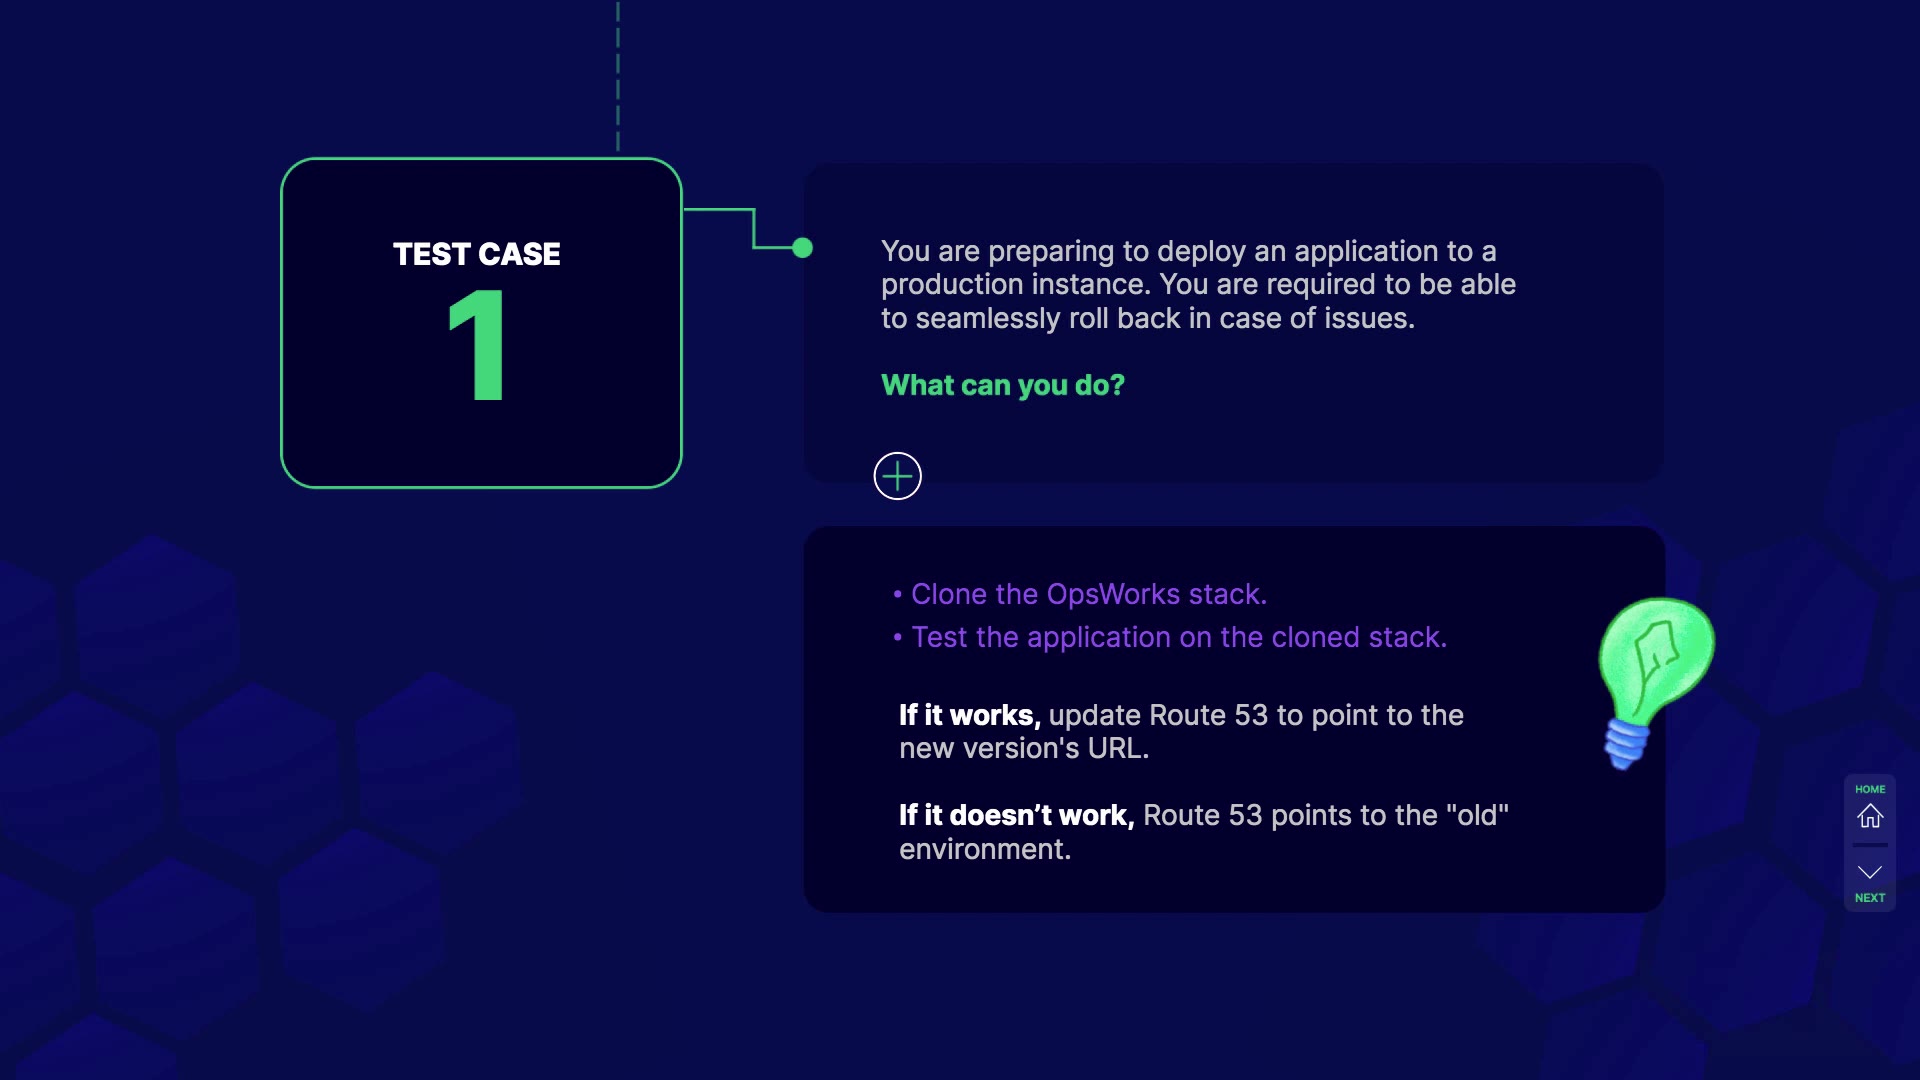 TEST CASE
1
You are preparing to deploy an application to a
production instance. You are required to be able
to seamlessly roll back in case of issues.
What can you do?
• Clone the OpsWorks stack.
• Test the application on the cloned stack.
If it works, update Route 53 to point to the
new version's URL.
If it doesn’t work, Route 53 points to the "old"
environment.
HOME
NEXT